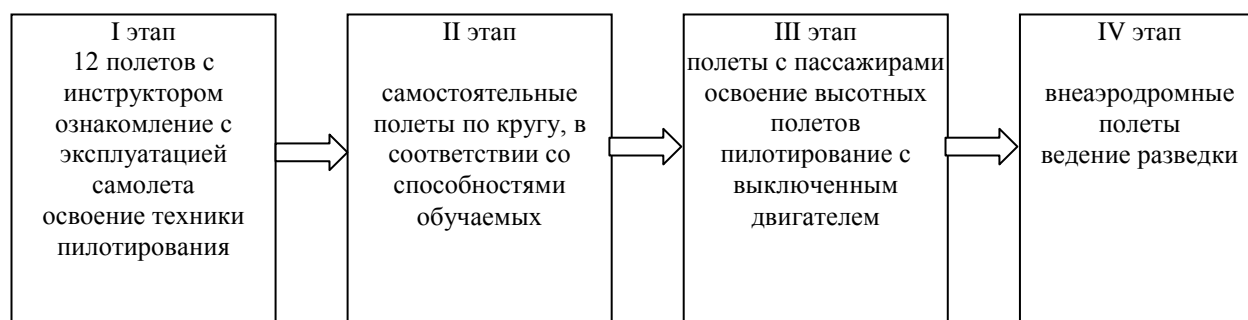 I этап
12 полетов с
инструктором
ознакомление с
эксплуатацией
самолета
освоение техники
пилотирования
II этап
самостоятельные
полеты по кругу, в
соответствии со
способностями
обучаемых
III этап
полеты с пассажирами
освоение высотных
полетов
пилотирование с
выключенным
двигателем
IV этап
внеаэродромные
полеты
ведение разведки